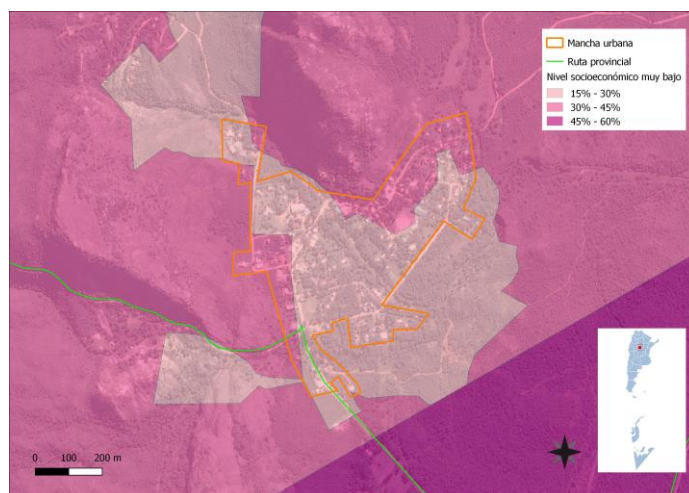 Mancha urbana
Ruta provincial
Nivel socioeconómico muy bajo
15% - 30%
30% - 45%
45% - 60%
0 100 200 m